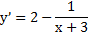 y' = 2 − 1/(x + 3)